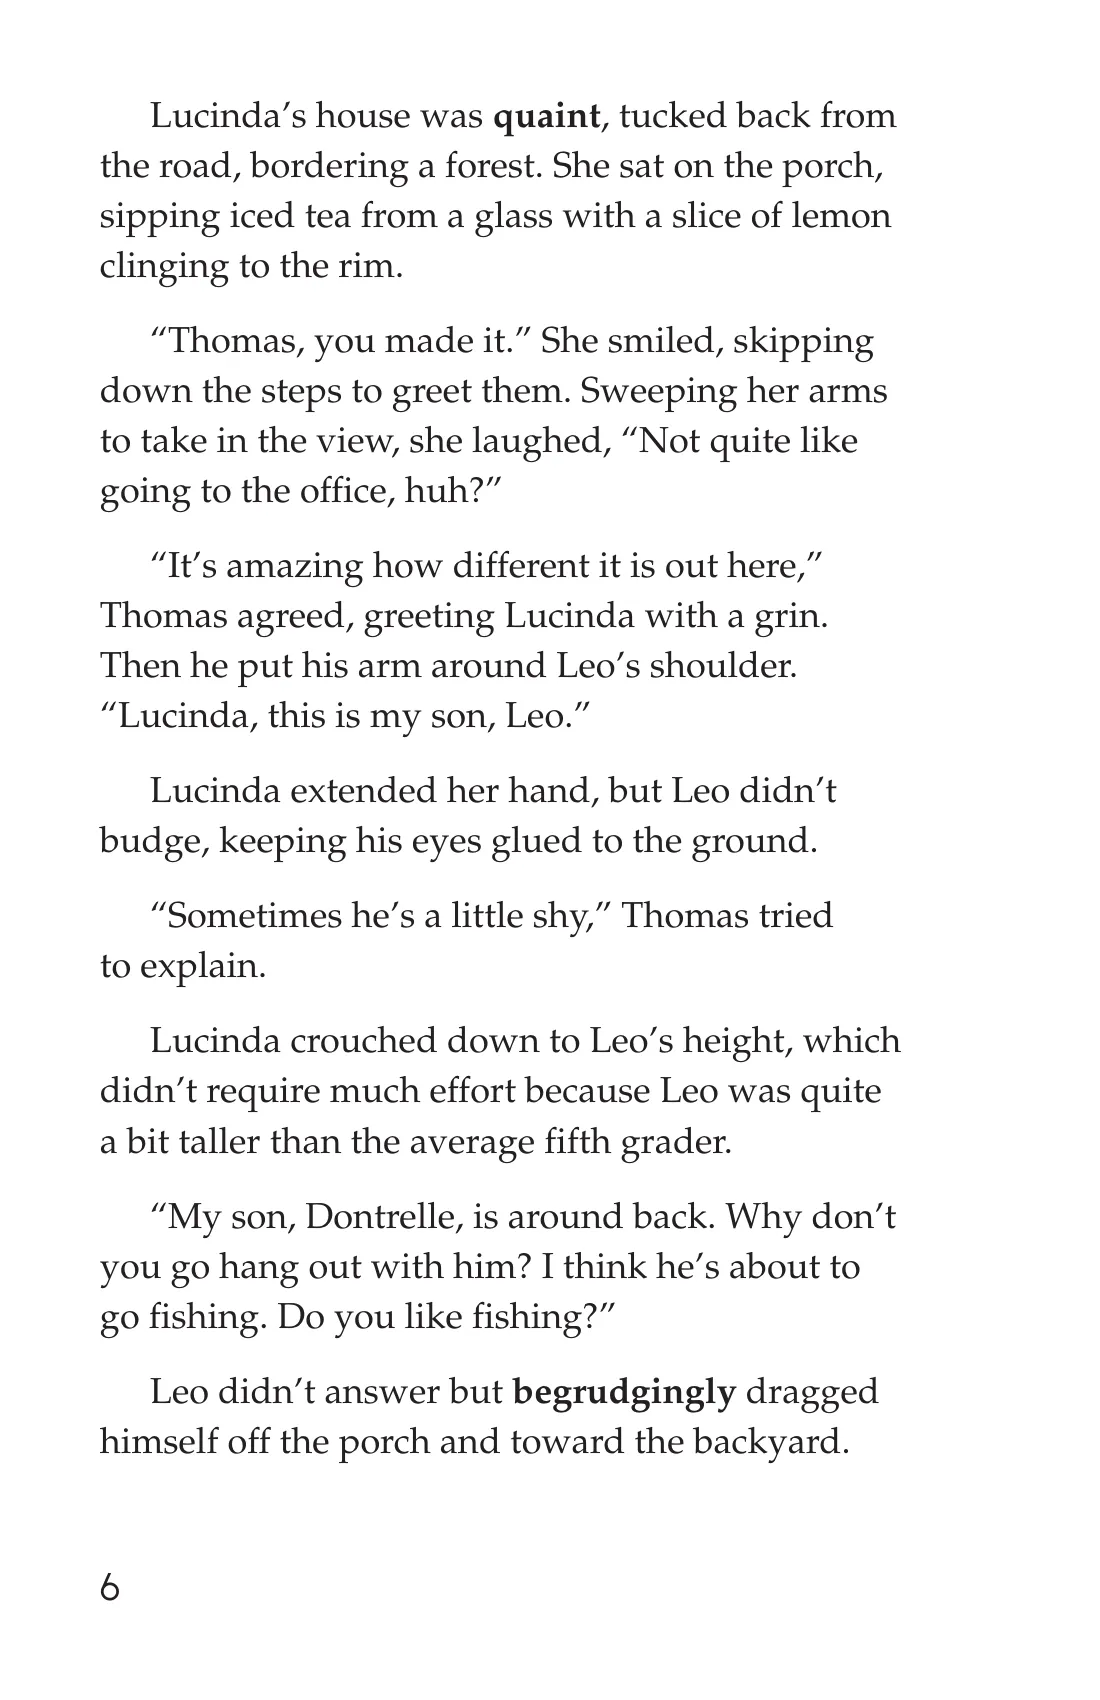 Lucinda’s house was quaint, tucked back from
the road, bordering a forest. She sat on the porch,
sipping iced tea from a glass with a slice of lemon
clinging to the rim.
“Thomas, you made it.” She smiled, skipping
down the steps to greet them. Sweeping her arms
to take in the view, she laughed, “Not quite like
going to the office, huh?”
“It’s amazing how different it is out here,”
Thomas agreed, greeting Lucinda with a grin.
Then he put his arm around Leo’s shoulder.
“Lucinda, this is my son, Leo.”
Lucinda extended her hand, but Leo didn’t
budge, keeping his eyes glued to the ground.
“Sometimes he’s a little shy,” Thomas tried
to explain.
Lucinda crouched down to Leo’s height, which
didn’t require much effort because Leo was quite
a bit taller than the average fifth grader.
“My son, Dontrelle, is around back. Why don’t
you go hang out with him? I think he’s about to
go fishing. Do you like fishing?”
Leo didn’t answer but begrudgingly dragged
himself off the porch and toward the backyard.
6